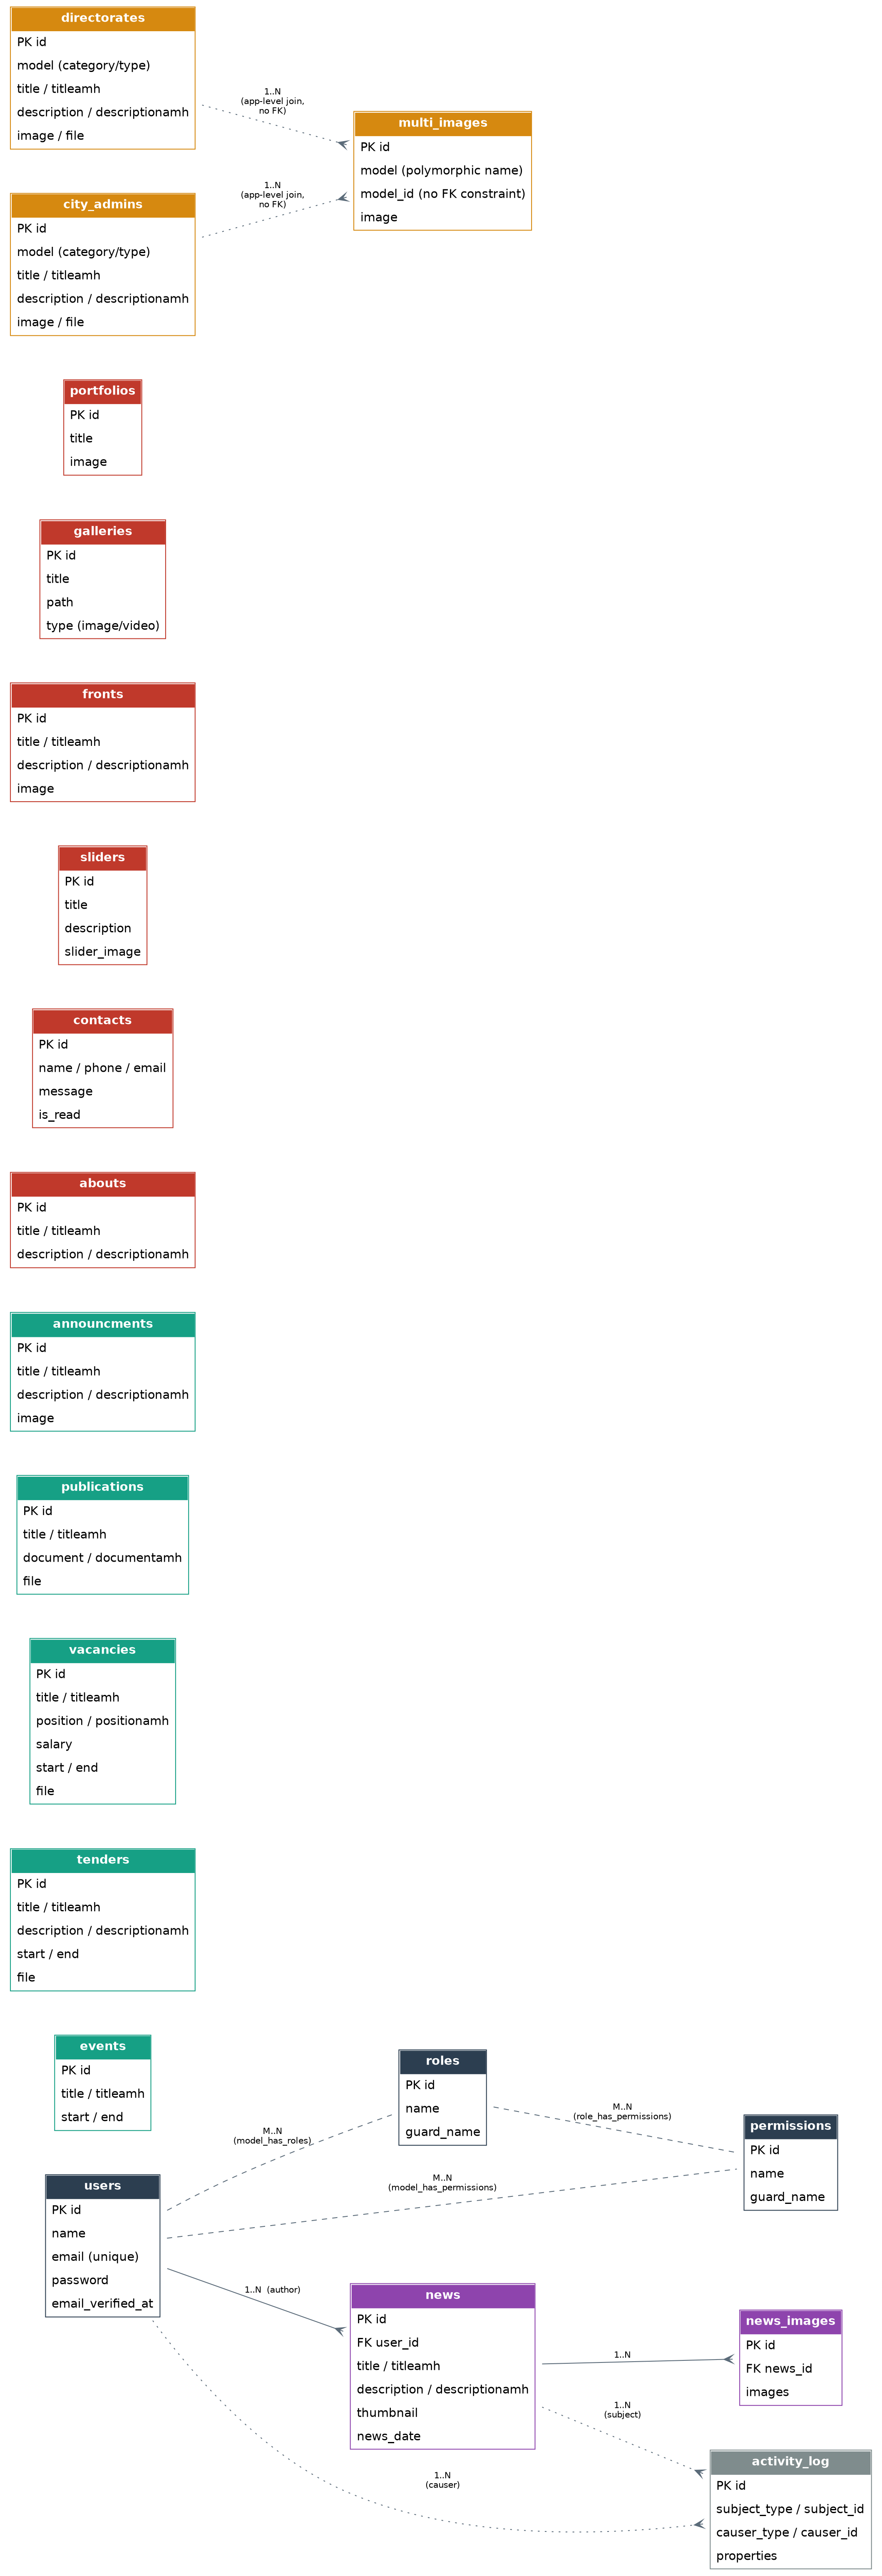 directorates
PK id
model (category/type)
title / titleamh
description / descriptionamh
image / file
1..N
(app-level join,
no FK)
multi_images
PK id
model (polymorphic name)
model_id (no FK constraint)
image
city_admins
PK id
model (category/type)
title / titleamh
description / descriptionamh
image / file
1..N
(app-level join,
no FK)
portfolios
PK id
title
image
galleries
PK id
title
path
type (image/video)
fronts
PK id
title / titleamh
description / descriptionamh
image
sliders
PK id
title
description
slider_image
contacts
PK id
name / phone / email
message
is_read
abouts
PK id
title / titleamh
description / descriptionamh
announcments
PK id
title / titleamh
description / descriptionamh
image
publications
PK id
title / titleamh
document / documentamh
file
vacancies
PK id
title / titleamh
position / positionamh
salary
start / end
file
tenders
PK id
title / titleamh
description / descriptionamh
start / end
file
events
PK id
title / titleamh
start / end
roles
PK id
name
guard_name
M..N
(model_has_roles)
M..N
(role_has_permissions)
permissions
PK id
name
guard_name
users
PK id
name
email (unique)
password
email_verified_at
M..N
(model_has_permissions)
1..N (author)
news
PK id
FK user_id
title / titleamh
description / descriptionamh
thumbnail
news_date
1..N
news_images
PK id
FK news_id
images
1..N
(subject)
1..N
(causer)
activity_log
PK id
subject_type / subject_id
causer_type / causer_id
properties